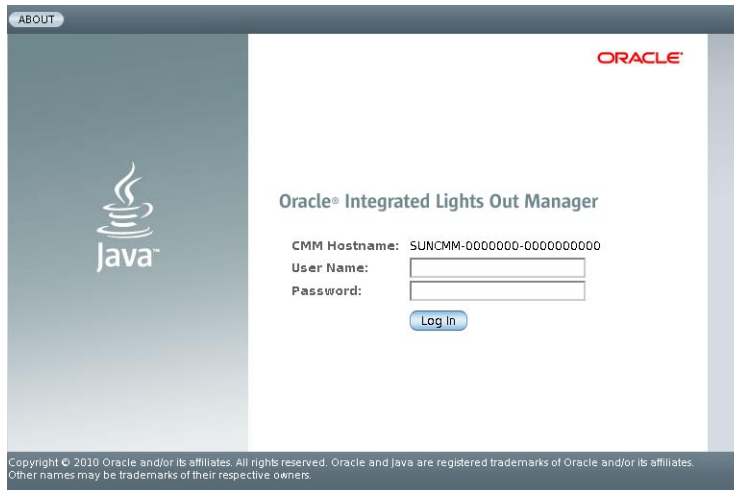 ABOUT
ORACLE®
Java™
Oracle® Integrated Lights Out Manager
CMM Hostname: SUNCMM-0000000-0000000000
User Name:
Password:
Log In
Copyright © 2010 Oracle and/or its affiliates. All rights reserved. Oracle and Java are registered trademarks of Oracle and/or its affiliates.
Other names may be trademarks of their respective owners.